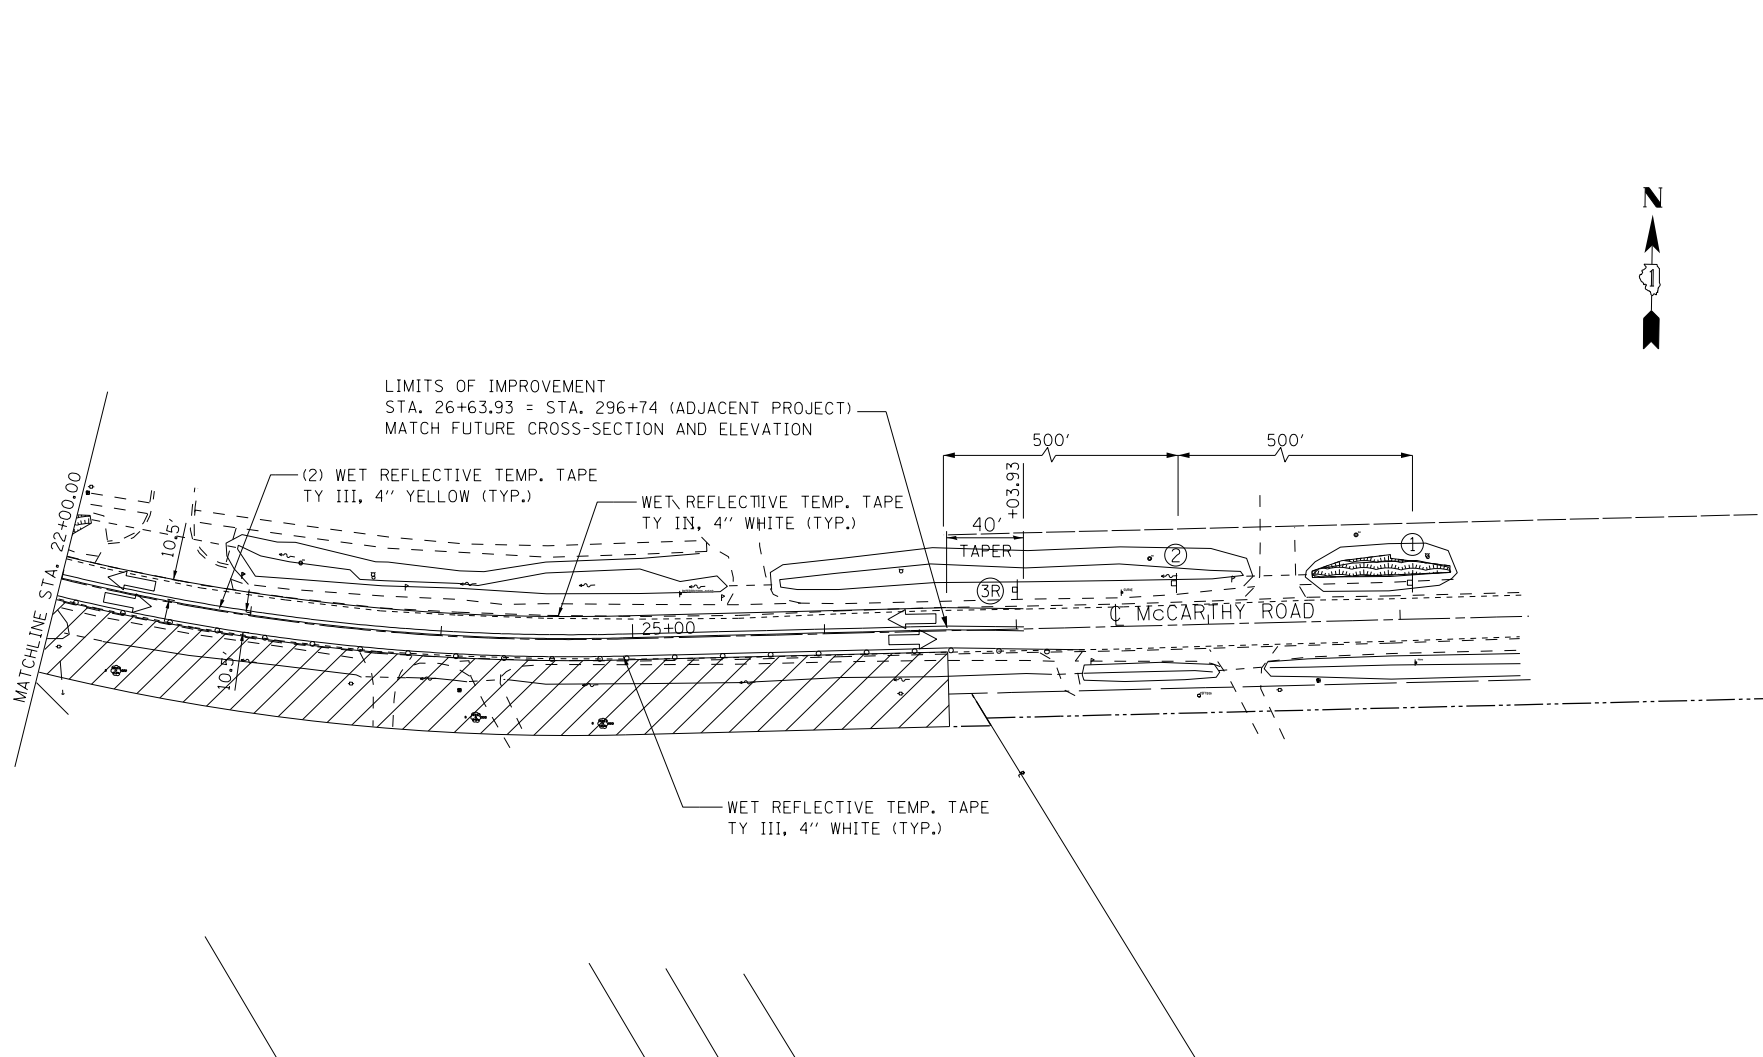 N
1
LIMITS OF IMPROVEMENT
STA. 26+63.93 = STA. 296+74 (ADJACENT PROJECT)
MATCH FUTURE CROSS-SECTION AND ELEVATION
500'
500'
(2) WET REFLECTIVE TEMP. TAPE
TY III, 4'' YELLOW (TYP.)
WET REFLECTIVE TEMP. TAPE
TY III, 4'' WHITE (TYP.)
+03.93
40'
TAPER
MATCHLINE STA. 22+00.00
10.5'
10.5'
1
2
3R
℄ McCARTHY ROAD
25+00
WET REFLECTIVE TEMP. TAPE
TY III, 4'' WHITE (TYP.)